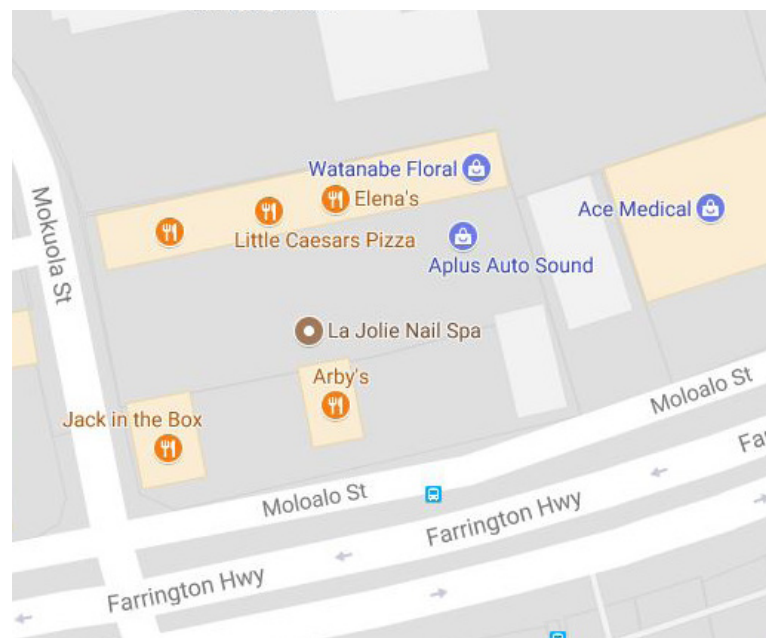 Watanabe Floral
Elena's
Ace Medical
Mokuola St
Little Caesars Pizza
Aplus Auto Sound
La Jolie Nail Spa
Arby's
Jack in the Box
Moloalo St
Moloalo St
Farrington Hwy
Farrington Hwy
Fa